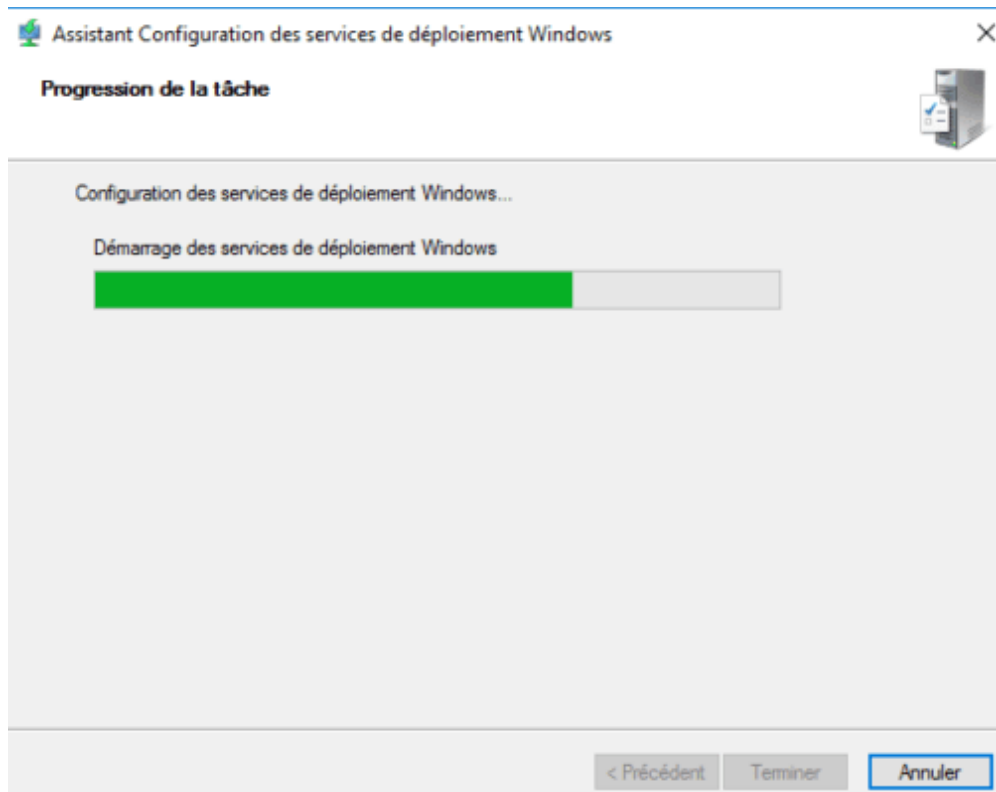 Assistant Configuration des services de déploiement Windows
Progression de la tâche
Configuration des services de déploiement Windows...
Démarrage des services de déploiement Windows
< Précédent Terminer Annuler